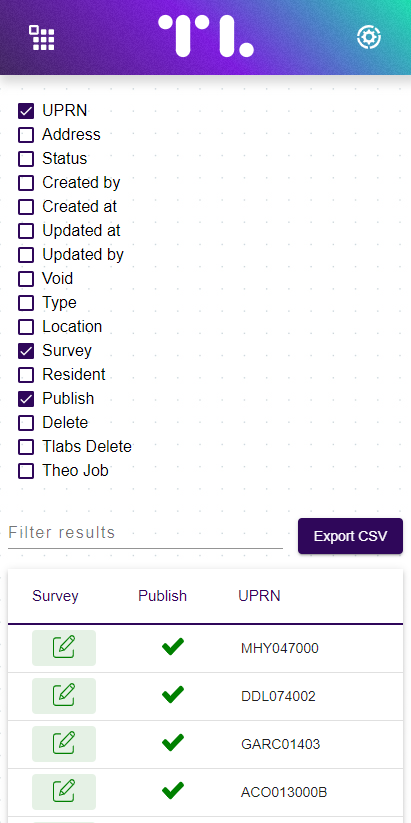 TL.
UPRN
Address
Status
Created by
Created at
Updated at
Updated by
Void
Type
Location
Survey
Resident
Publish
Delete
Tlabs Delete
Theo Job
Filter results
Export CSV
Survey Publish UPRN
MHY047000
DDL074002
GARC01403
ACO013000B